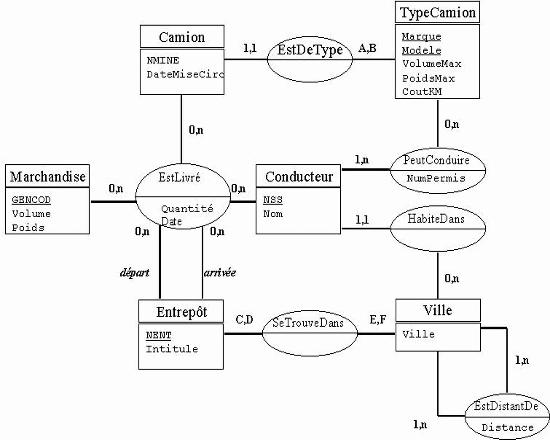 TypeCamion
Marque
Modele
VolumeMax
PoidsMax
CoutKM
Camion
NMINE
DateMiseCirc
1,1
EstDeType
A,B
0,n
0,n
Marchandise
GENCOD
Volume
Poids
0,n
EstLivré
Quantité
Date
0,n
Conducteur
NSS
Nom
1,n
PeutConduire
NumPermis
1,1
HabiteDans
0,n
0,n
départ
arrivée
0,n
Entrepôt
NENT
Intitule
C,D
SeTrouveDans
E,F
Ville
Ville
1,n
1,n
EstDistantDe
Distance